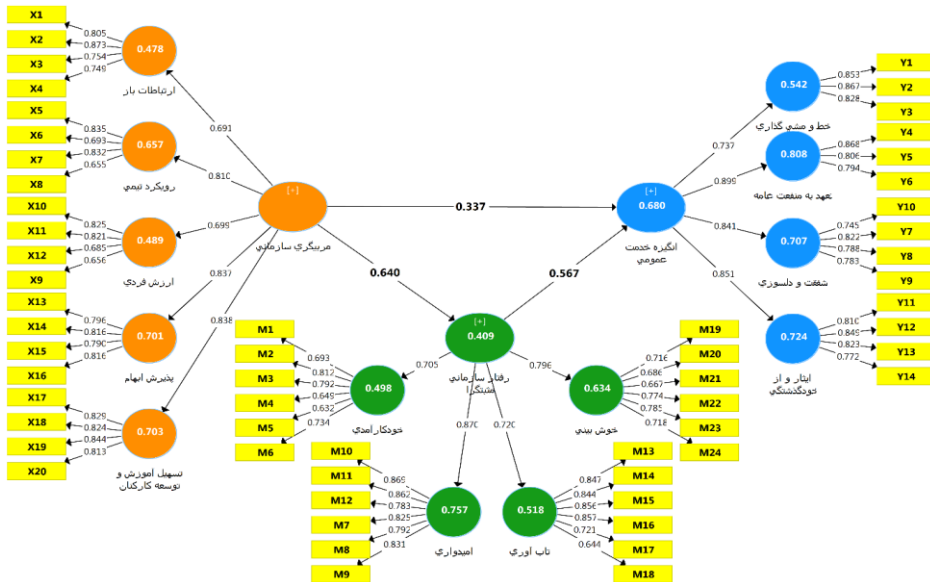 X1
X2
X3
X4
0.805
0.873
0.754
0.749
0.478
ارتباطات باز
X5
X6
X7
X8
0.835
0.693
0.832
0.655
0.657
رویکرد تیمي
X10
X11
X12
X9
0.825
0.821
0.685
0.656
0.489
ارزش فردي
X13
X14
X15
X16
0.796
0.816
0.790
0.816
0.701
پذیرش ابهام
X17
X18
X19
X20
0.829
0.824
0.844
0.813
0.703
تسهیل آموزش و
توسعه کارکنان
0.691
0.810
0.699
0.837
0.838
[+]
مربیگري سازماني
0.337
0.640
0.567
[+]
0.409
رفتار سازماني
مثبتگرا
0.705
0.870
0.720
0.796
M1
M2
M3
M4
M5
M6
0.693
0.812
0.792
0.649
0.632
0.734
0.498
خودکارآمدي
M10
M11
M12
M7
M8
M9
0.869
0.862
0.783
0.825
0.792
0.831
0.757
امیدواري
M13
M14
M15
M16
M17
M18
0.847
0.844
0.856
0.857
0.721
0.644
0.518
تاب آوري
M19
M20
M21
M22
M23
M24
0.716
0.686
0.667
0.774
0.785
0.718
0.634
خوش بیني
[+]
0.680
انگیزه خدمت
عمومي
0.737
0.899
0.841
0.851
Y1
Y2
Y3
0.853
0.867
0.828
0.542
خط و مشي گذاري
Y4
Y5
Y6
0.868
0.806
0.794
0.808
تعهد به منفعت عامه
Y10
Y7
Y8
Y9
0.745
0.822
0.788
0.783
0.707
شفقت و دلسوزي
Y11
Y12
Y13
Y14
0.810
0.849
0.823
0.772
0.724
ایثار و از
خودگذشتگي